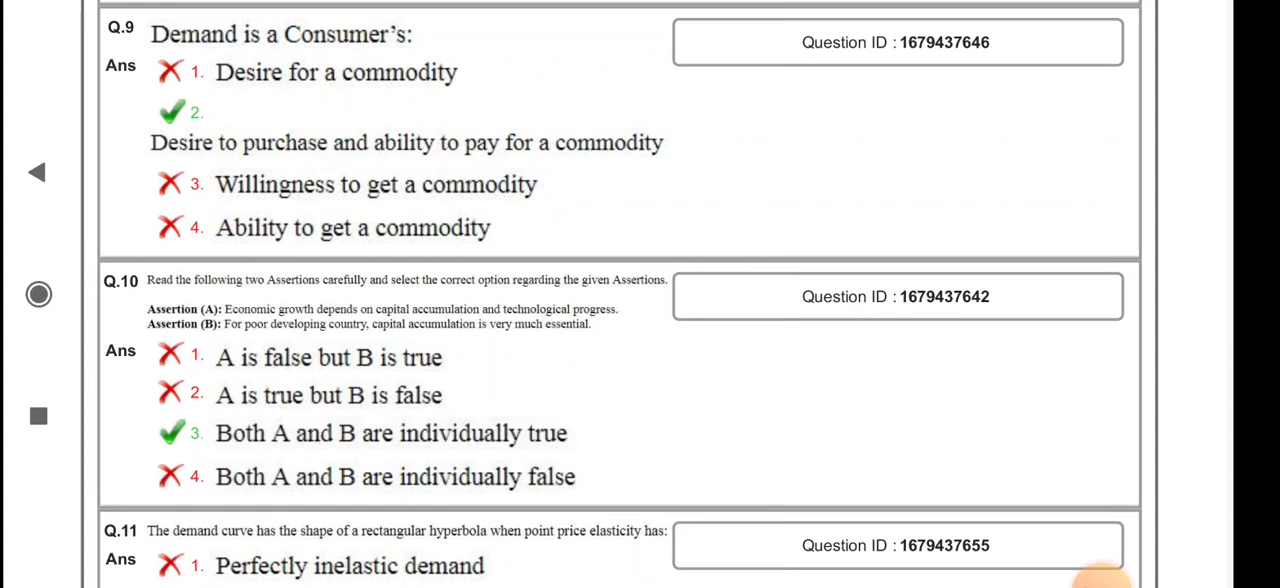 Q.9 Demand is a Consumer's:
Question ID : 1679437646
Ans 1. Desire for a commodity
2.
Desire to purchase and ability to pay for a commodity
3. Willingness to get a commodity
4. Ability to get a commodity
Q.10 Read the following two Assertions carefully and select the correct option regarding the given Assertions.
Question ID : 1679437642
Assertion (A): Economic growth depends on capital accumulation and technological progress.
Assertion (B): For poor developing country, capital accumulation is very much essential.
Ans 1. A is false but B is true
2. A is true but B is false
3. Both A and B are individually true
4. Both A and B are individually false
Q.11 The demand curve has the shape of a rectangular hyperbola when point price elasticity has:
Question ID : 1679437655
Ans 1. Perfectly inelastic demand